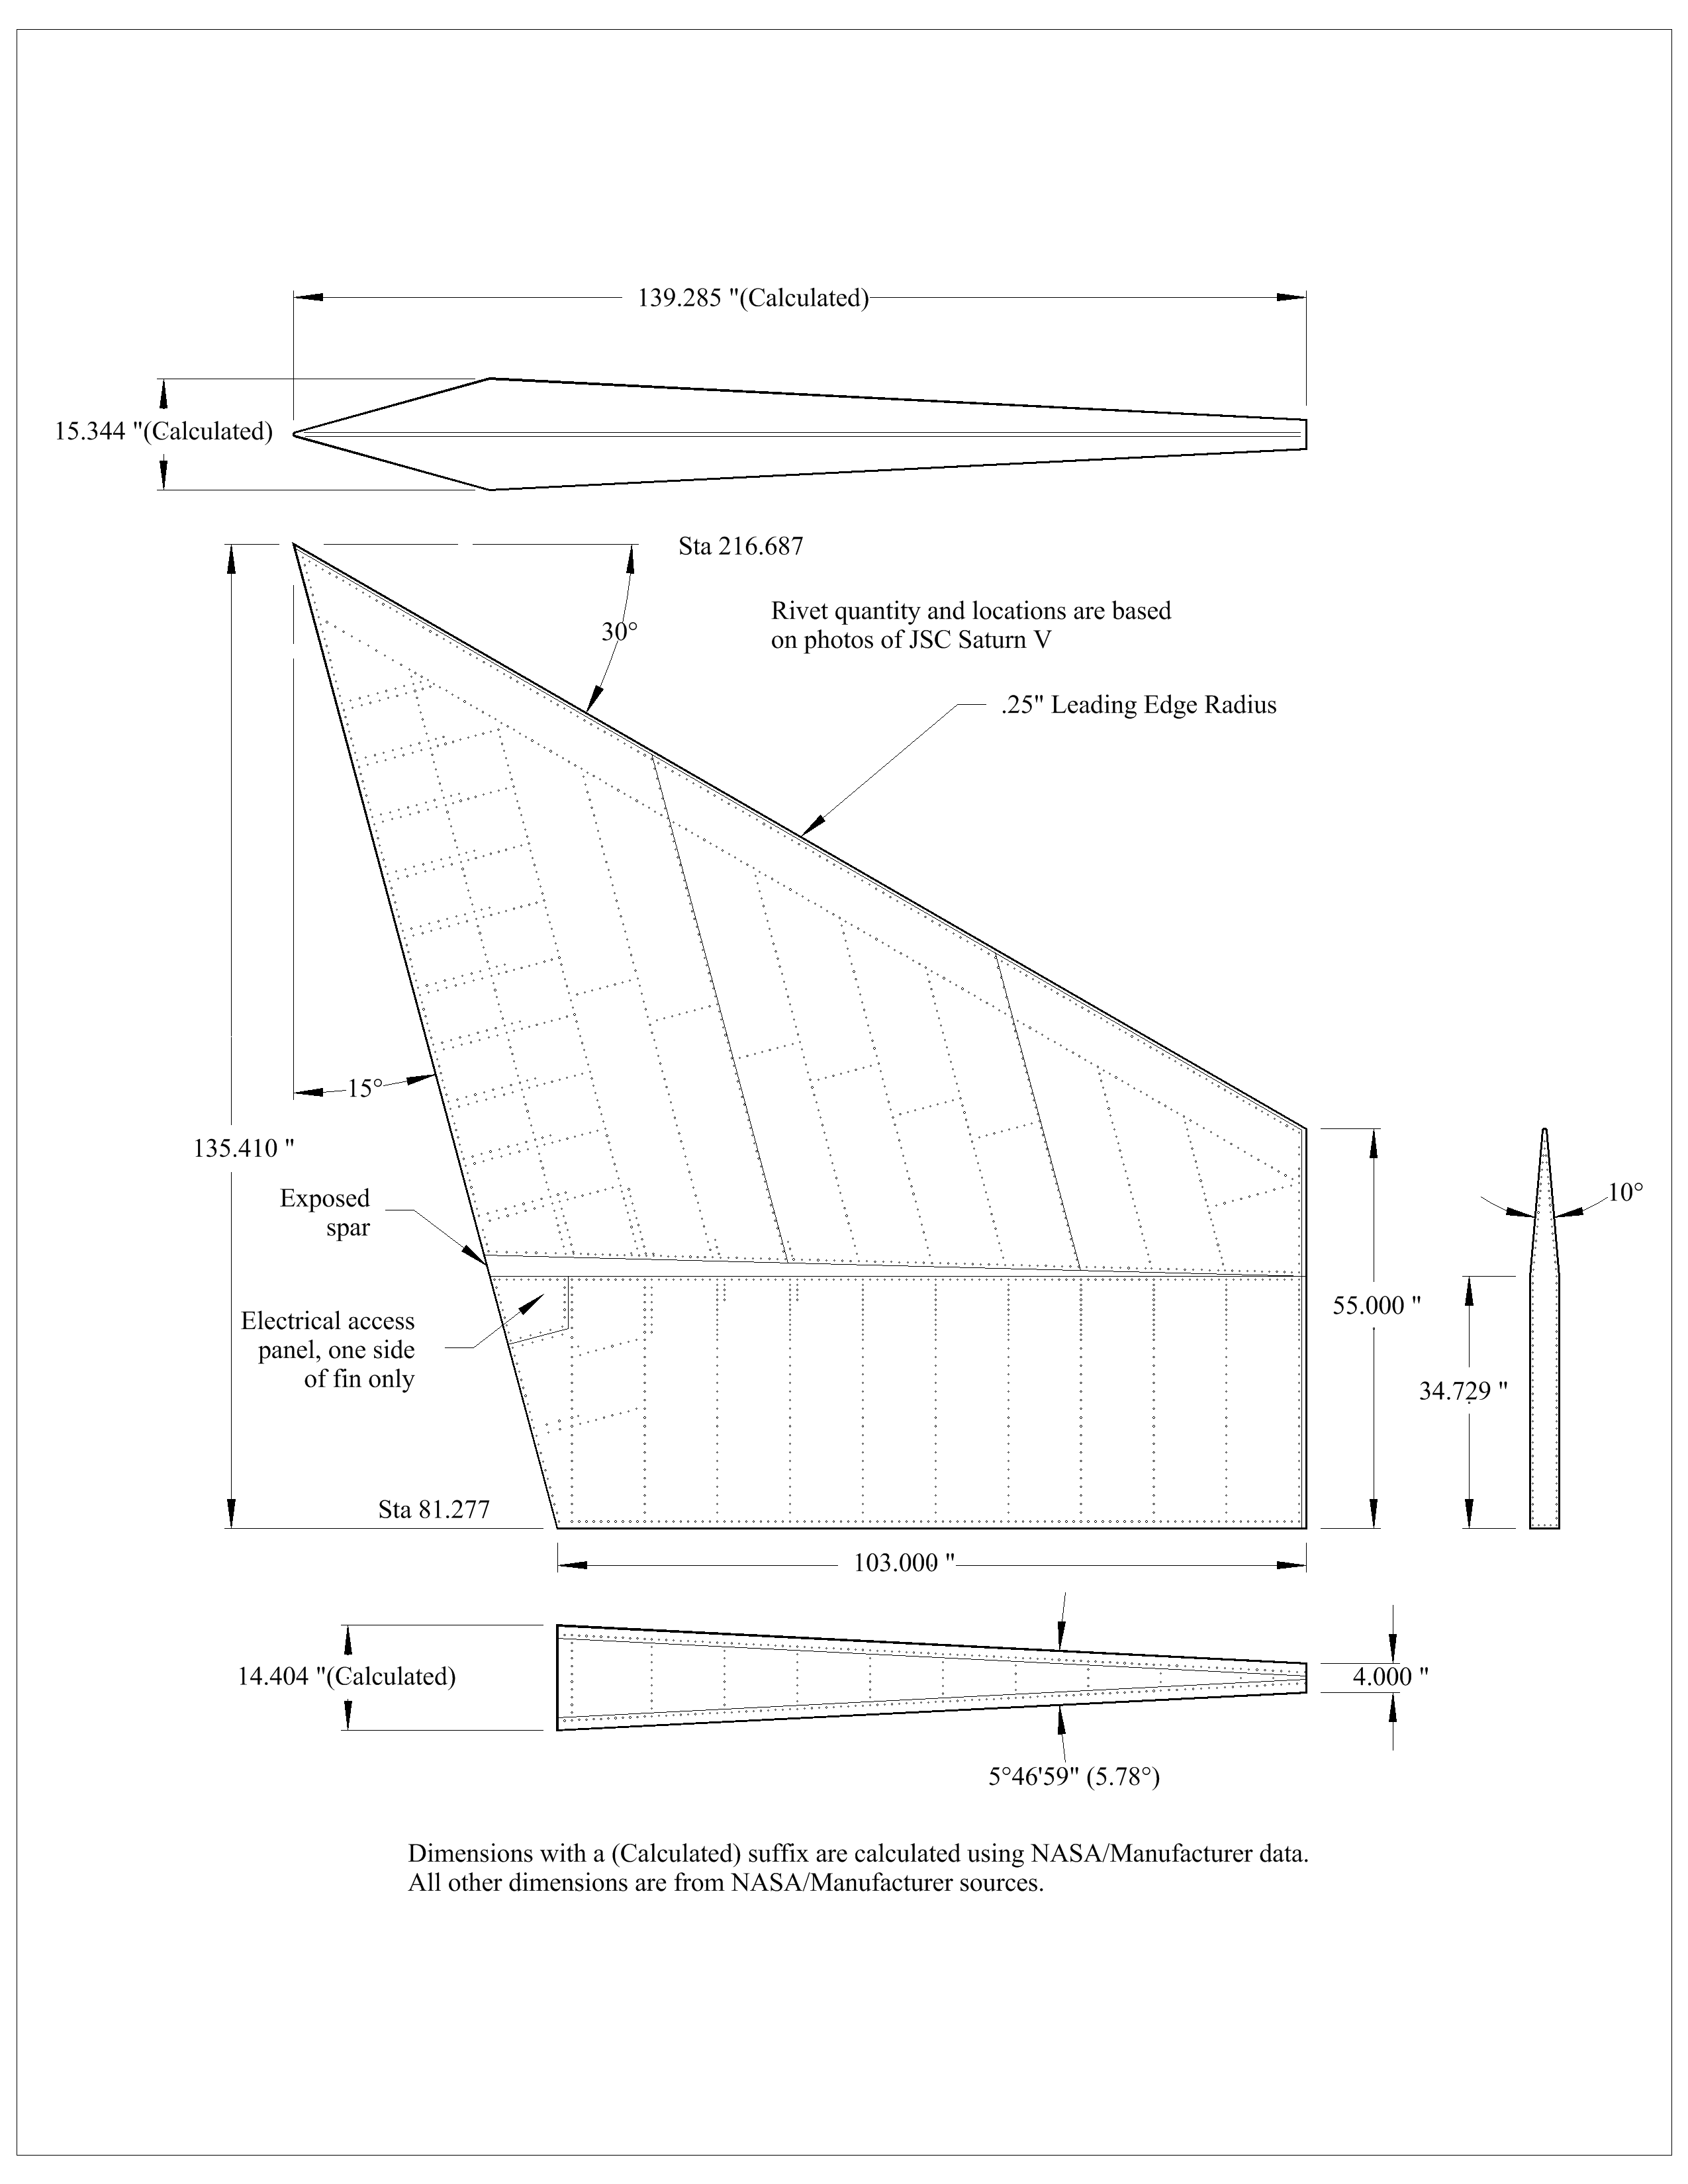 139.285 "(Calculated)
15.344 "(Calculated)
Sta 216.687
30°
Rivet quantity and locations are based
on photos of JSC Saturn V
.25" Leading Edge Radius
15°
135.410 "
Exposed
spar
10°
Electrical access
panel, one side
of fin only
55.000 "
34.729 "
Sta 81.277
103.000 "
14.404 "(Calculated)
4.000 "
5°46'59" (5.78°)
Dimensions with a (Calculated) suffix are calculated using NASA/Manufacturer data.
All other dimensions are from NASA/Manufacturer sources.